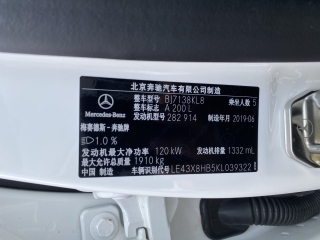 北京奔驰汽车有限公司制造
整车型号 BJ7138KL8 乘坐人数 5
整车标志 A 200 L
Mercedes-Benz 发动机型号 282 914 制造年月 2019-06
梅赛德斯-奔驰牌
1.0 %
发动机最大净功率 120 kW 发动机排量 1332 mL
最大允许总质量 1910 kg
中国 制造 车辆识别代号 LE43X8HB5KL039322